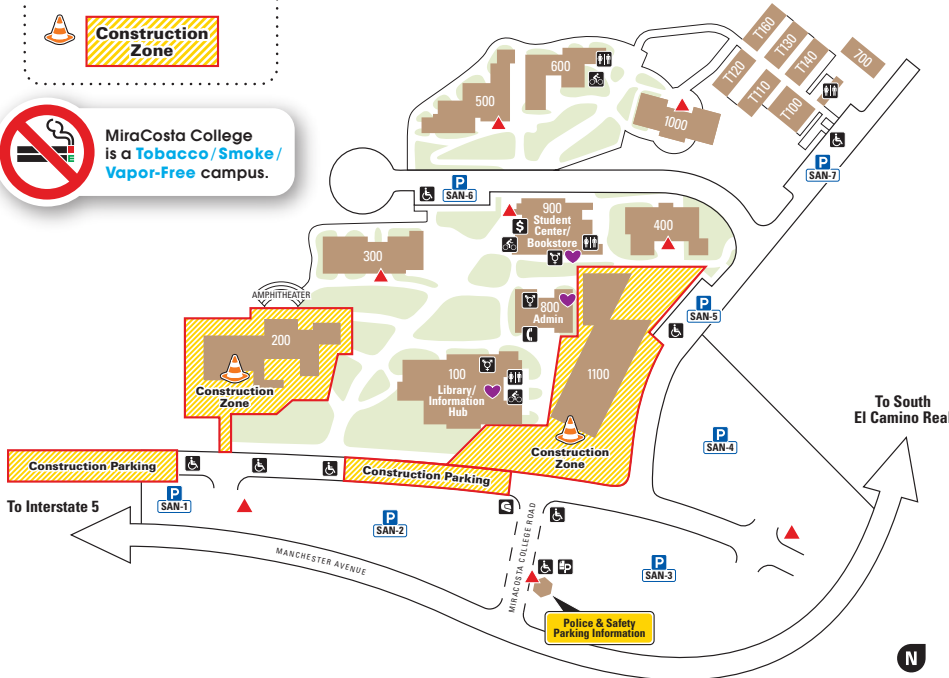 Construction
Zone
MiraCosta College
is a Tobacco/Smoke/
Vapor-Free campus.
T160
T130
T140
T120
T110
T100
700
600
500
1000
P
SAN-7
P
SAN-6
900
Student
Center/
Bookstore
$
400
300
AMPHITHEATER
800
Admin
P
SAN-5
200
Construction
Zone
100
Library/
Information
Hub
1100
Construction
Zone
To South
El Camino Real
P
SAN-4
Construction Parking
Construction Parking
To Interstate 5
P
SAN-1
P
SAN-2
MANCHESTER AVENUE
MIRACOSTA COLLEGE ROAD
P
SAN-3
Police & Safety
Parking Information
N